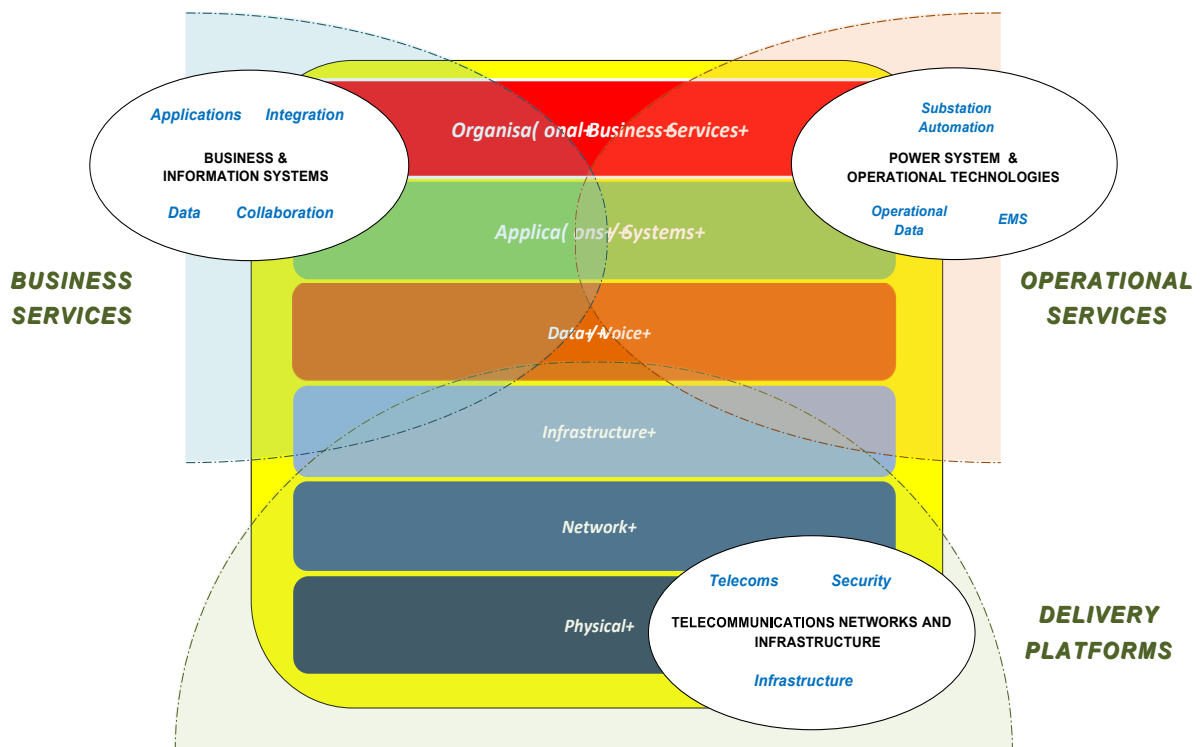 Applications Integration
BUSINESS &
INFORMATION SYSTEMS
Data Collaboration
Substation
Automation
POWER SYSTEM &
OPERATIONAL TECHNOLOGIES
Operational
Data
EMS
Organisa( onal+Business+Services+
Applica( ons+/+Systems+
Data+/+Voice+
Infrastructure+
Network+
Physical+
BUSINESS
SERVICES
OPERATIONAL
SERVICES
Telecoms Security
TELECOMMUNICATIONS NETWORKS AND
INFRASTRUCTURE
Infrastructure
DELIVERY
PLATFORMS